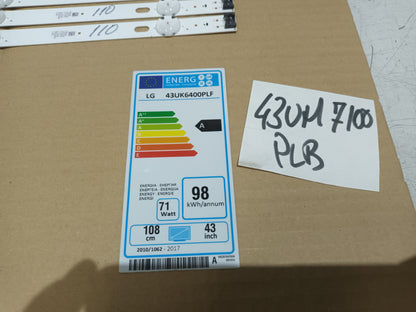 110
110
ENERG
LG 43UK6400PLF
A
ENERGIA · ЕНЕРГИЯ
ΕΝΕΡΓΕΙΑ · ENERGIJA
ENERGY · ENERGIE
ENERGI
71
Watt
98
kWh/annum
108
cm
43
inch
2010/1062 - 2017
A
43UM7100
PLB